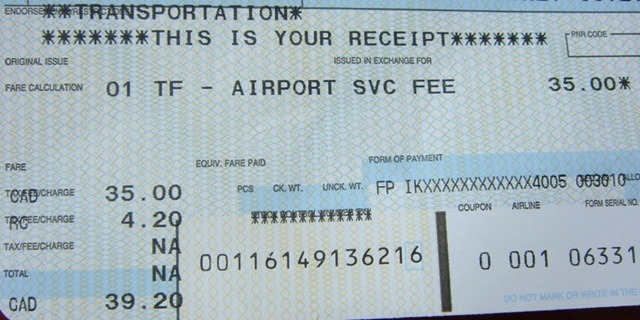 **TRANSPORTATION*
*******THIS IS YOUR RECEIPT*******
PNR CODE
ORIGINAL ISSUE ISSUED IN EXCHANGE FOR
FARE CALCULATION 01 TF - AIRPORT SVC FEE 35.00*
FARE EQUIV. FARE PAID FORM OF PAYMENT
CAD 35.00 PCS CK. WT. UNCK. WT. FP IKXXXXXXXXXXXX4005 003010
TAX/FEE/CHARGE
RC 4.20 COUPON AIRLINE FORM SERIAL NO.
TAX/FEE/CHARGE
TAX/FEE/CHARGE NA 00116149136216 0 001 06331
TOTAL NA
DO NOT MARK OR WRITE IN THE
CAD 39.20